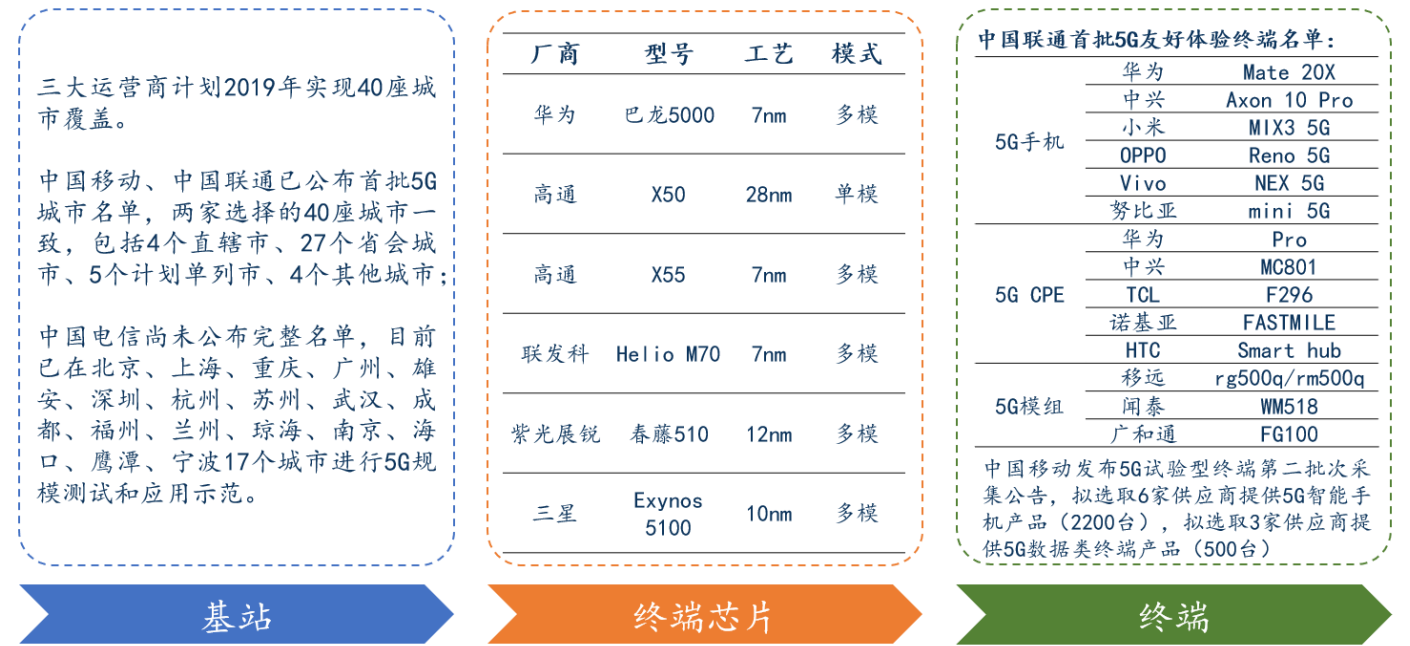 三大运营商计划2019年实现40座城
市覆盖。
中国移动、中国联通已公布首批5G
城市名单，两家选择的40座城市一
致，包括4个直辖市、27个省会城
市、5个计划单列市、4个其他城市；
中国电信尚未公布完整名单，目前
已在北京、上海、重庆、广州、雄
安、深圳、杭州、苏州、武汉、成
都、福州、兰州、琼海、南京、海
口、鹰潭、宁波17个城市进行5G规
模测试和应用示范。
基站
厂商 型号 工艺 模式
华为 巴龙5000 7nm 多模
高通 X50 28nm 单模
高通 X55 7nm 多模
联发科 Helio M70 7nm 多模
紫光展锐 春藤510 12nm 多模
三星 Exynos 5100 10nm 多模
终端芯片
中国联通首批5G友好体验终端名单：
5G手机
华为 Mate 20X
中兴 Axon 10 Pro
小米 MIX3 5G
OPPO Reno 5G
Vivo NEX 5G
努比亚 mini 5G
5G CPE
华为 Pro
中兴 MC801
TCL F296
诺基亚 FASTMILE
HTC Smart hub
5G模组
移远 rg500q/rm500q
闻泰 WM518
广和通 FG100
中国移动发布5G试验型终端第二批次采
集公告，拟选取6家供应商提供5G智能手
机产品（2200台），拟选取3家供应商提
供5G数据类终端产品（500台）
终端